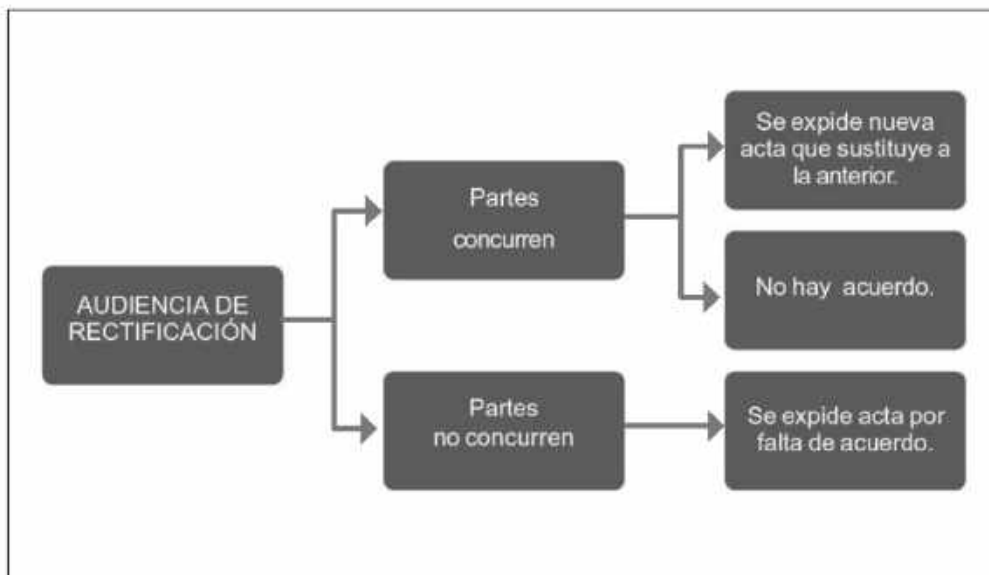 AUDIENCIA DE
RECTIFICACIÓN
Partes
concurren
Partes
no concurren
Se expide nueva
acta que sustituye a
la anterior.
No hay acuerdo.
Se expide acta por
falta de acuerdo.